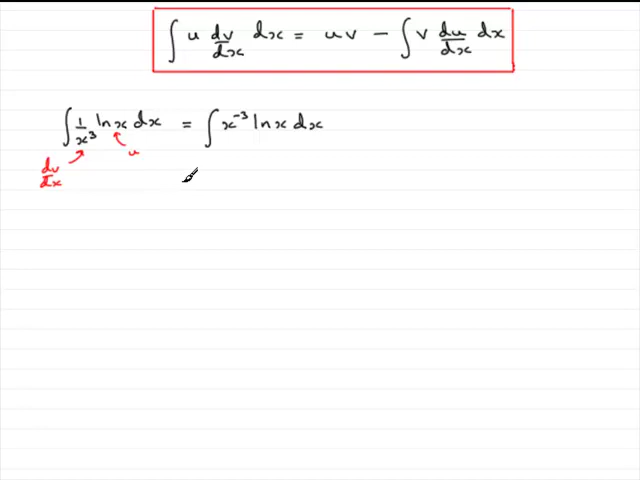 ∫ u dv/dx dx = uv − ∫ v du/dx dx
∫ 1/x³ ln x dx = ∫ x⁻³ ln x dx
dv/dx u